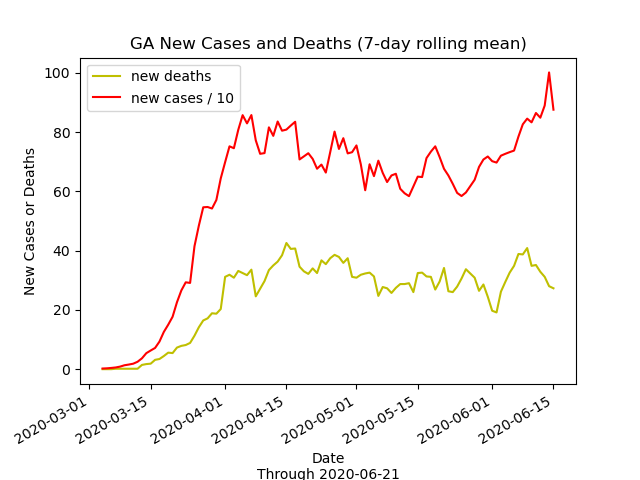 GA New Cases and Deaths (7-day rolling mean)
new deaths
new cases / 10
100
80
60
40
20
0
New Cases or Deaths
2020-03-01
2020-03-15
2020-04-01
2020-04-15
2020-05-01
2020-05-15
2020-06-01
2020-06-15
Date
Through 2020-06-21